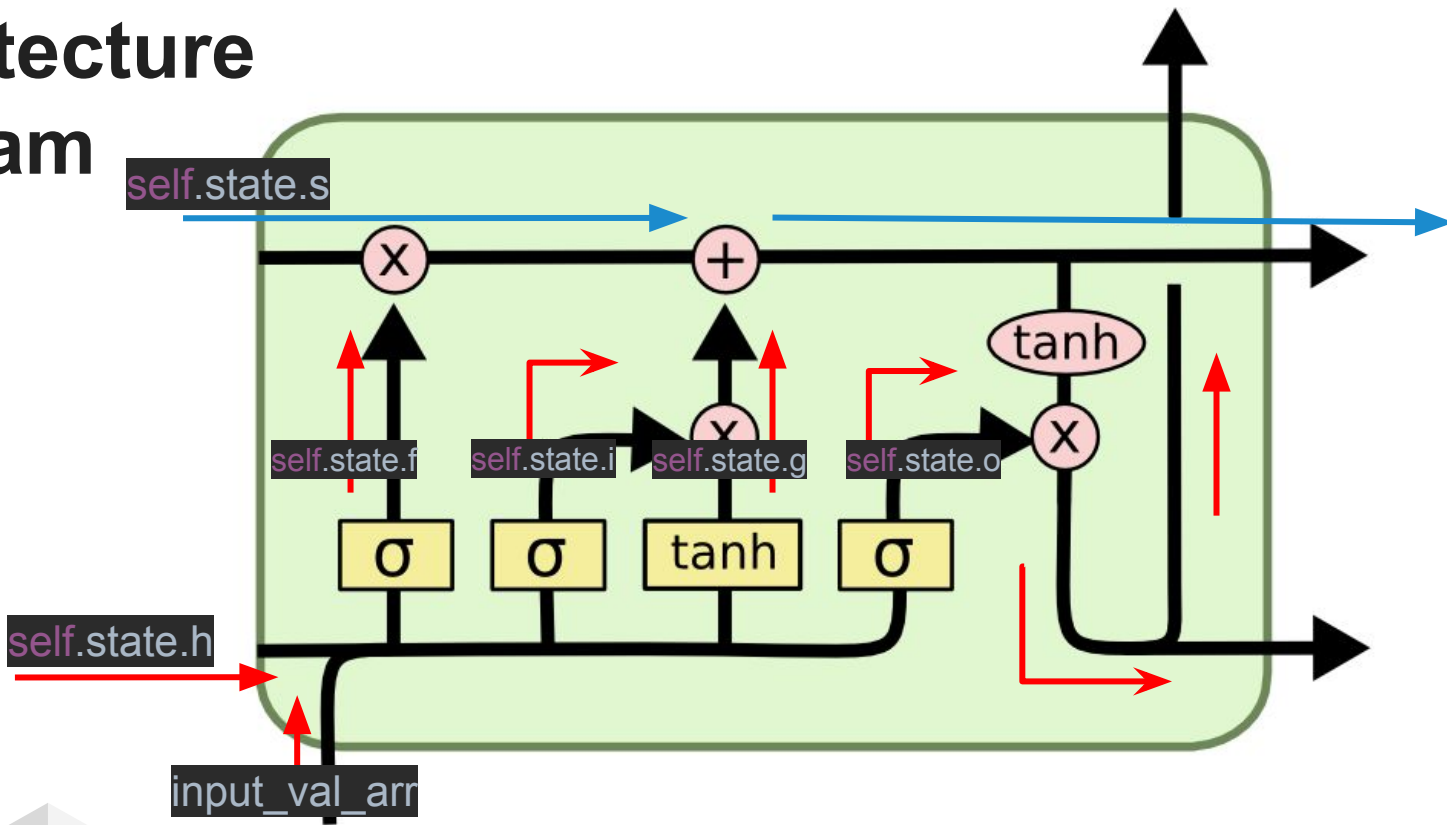 tecture
am
self.state.s
x
+
tanh
x
x
self.state.f
self.state.i
self.state.g
self.state.o
σ
σ
tanh
σ
self.state.h
input_val_arr